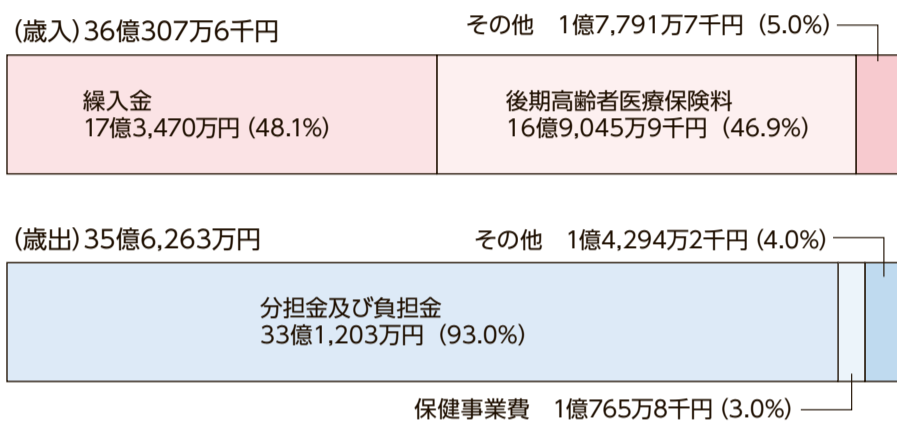 (歳入)36億307万6千円
その他　1億7,791万7千円 (5.0%)
繰入金
17億3,470万円 (48.1%)
後期高齢者医療保険料
16億9,045万9千円 (46.9%)
(歳出)35億6,263万円
その他　1億4,294万2千円 (4.0%)
分担金及び負担金
33億1,203万円 (93.0%)
保健事業費　1億765万8千円 (3.0%)